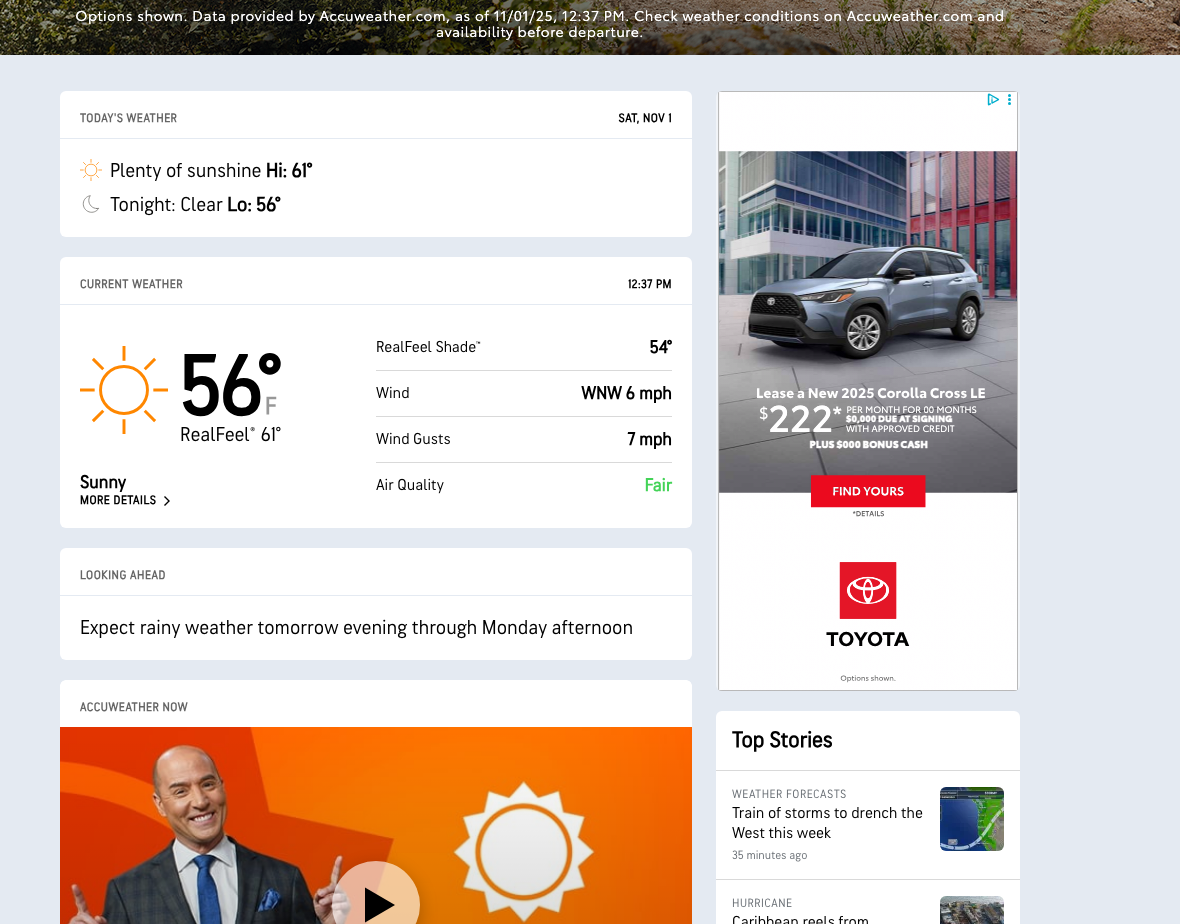 Options shown. Data provided by Accuweather.com, as of 11/01/25, 12:37 PM. Check weather conditions on Accuweather.com and
availability before departure.
TODAY'S WEATHER
SAT, NOV 1
Plenty of sunshine Hi: 61°
Tonight: Clear Lo: 56°
CURRENT WEATHER
12:37 PM
56°F
RealFeel® 61°
Sunny
MORE DETAILS
RealFeel Shade™ 54°
Wind WNW 6 mph
Wind Gusts 7 mph
Air Quality Fair
LOOKING AHEAD
Expect rainy weather tomorrow evening through Monday afternoon
ACCUWEATHER NOW
Lease a New 2025 Corolla Cross LE
$222*
PER MONTH FOR 00 MONTHS
$0,000 DUE AT SIGNING
WITH APPROVED CREDIT
PLUS $000 BONUS CASH
FIND YOURS
*DETAILS
TOYOTA
Options shown.
Top Stories
WEATHER FORECASTS
Train of storms to drench the
West this week
35 minutes ago
HURRICANE
Caribbean reels from